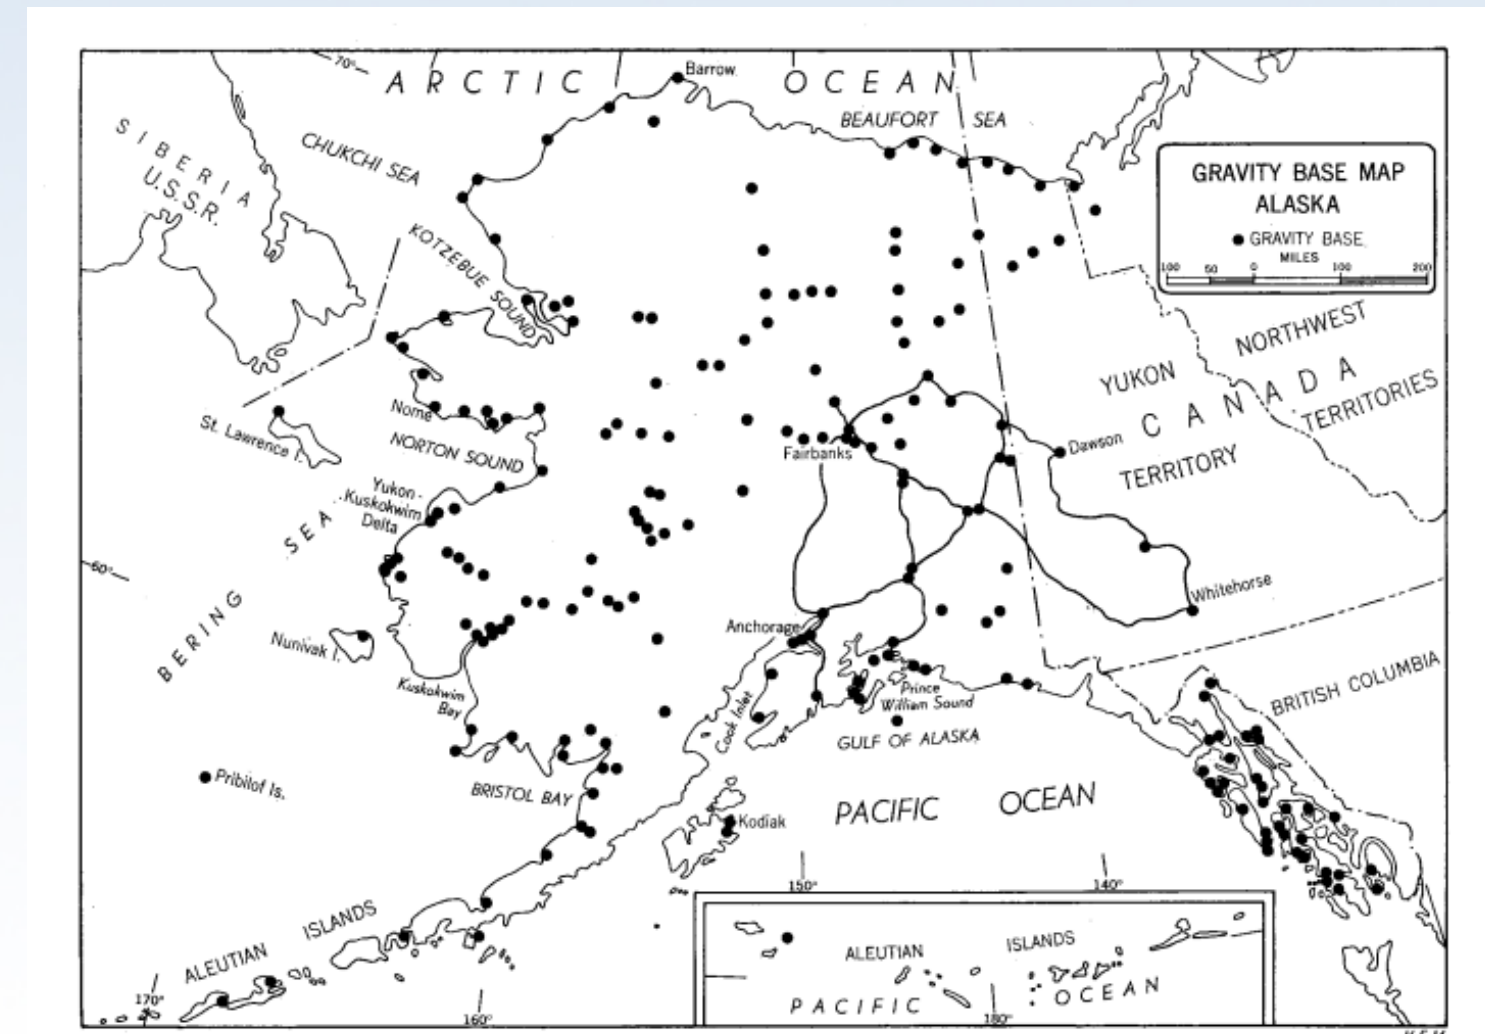 70°
ARCTIC OCEAN
Barrow
BEAUFORT SEA
CHUKCHI SEA
SIBERIA
U.S.S.R.
GRAVITY BASE MAP
ALASKA
GRAVITY BASE
MILES
100 50 0 100 200
KOTZEBUE SOUND
NORTHWEST
TERRITORIES
YUKON
TERRITORY
CANADA
Nome
St. Lawrence I.
NORTON SOUND
Fairbanks
Dawson
Yukon-
Kuskokwim
Delta
BERING SEA
60°
Whitehorse
Nunivak I.
Anchorage
Kuskokwim
Bay
Cook Inlet
Prince
William Sound
GULF OF ALASKA
BRITISH COLUMBIA
Pribilof Is.
BRISTOL BAY
PACIFIC OCEAN
Kodiak
150°
140°
ALEUTIAN ISLANDS
170°
160°
ALEUTIAN ISLANDS
PACIFIC OCEAN
180°